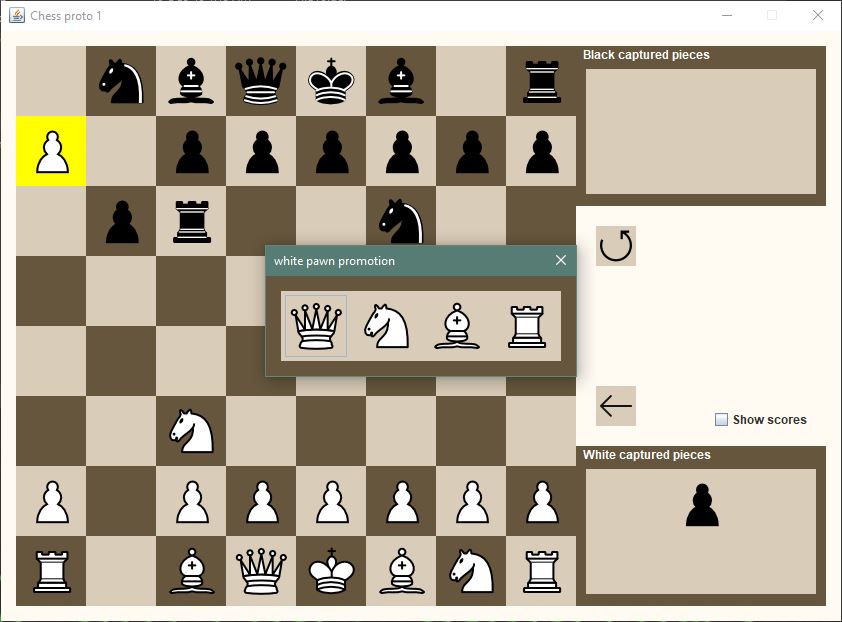 Chess proto 1
Black captured pieces
white pawn promotion
Show scores
White captured pieces